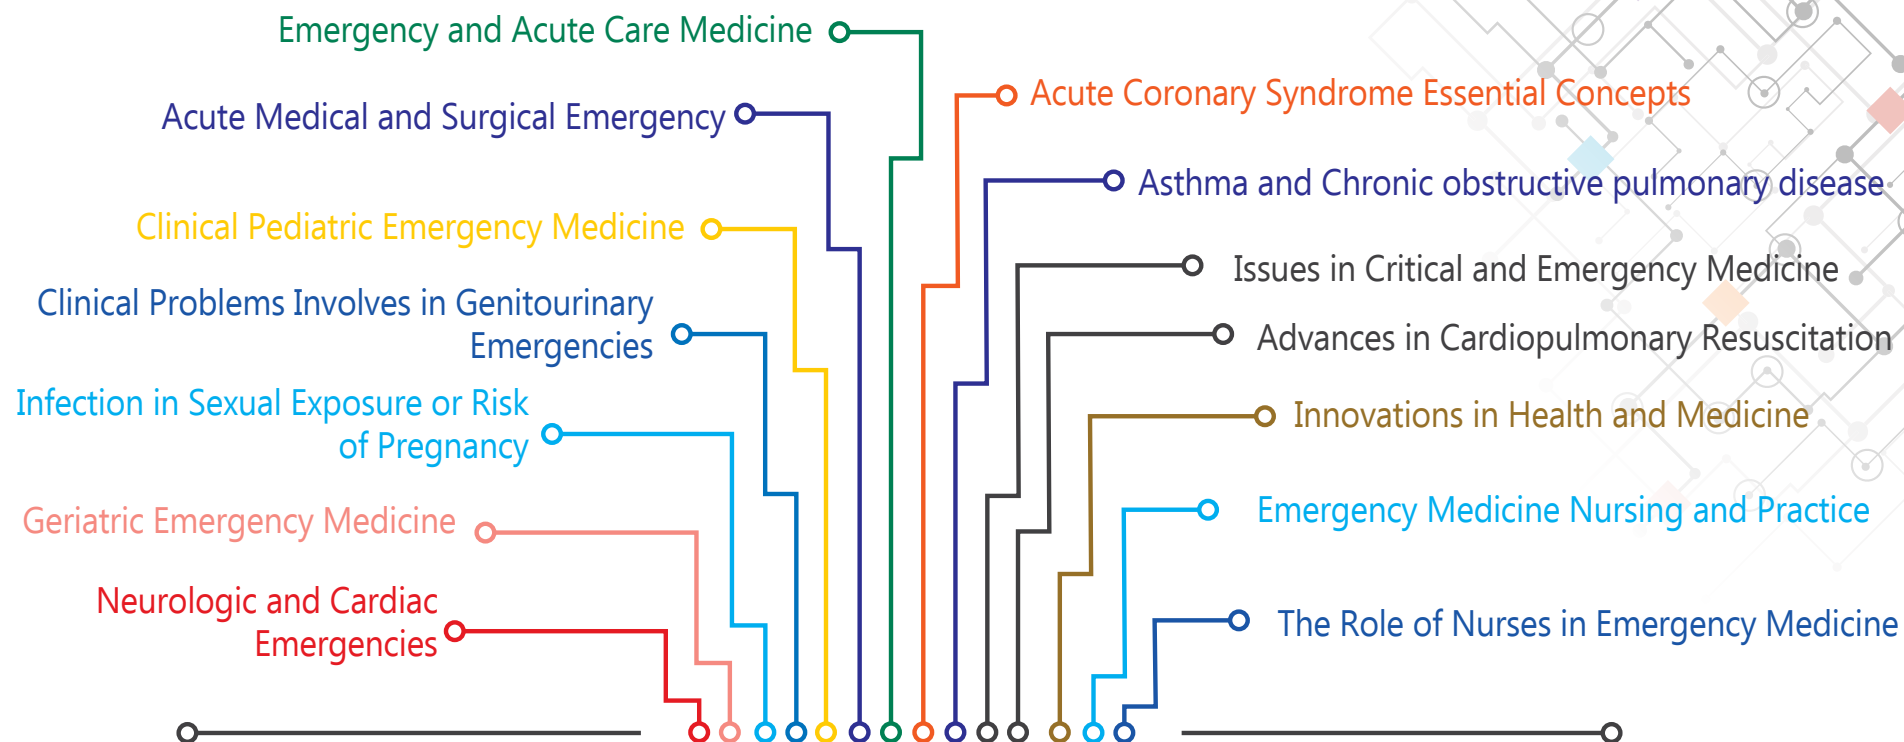 Emergency and Acute Care Medicine
Acute Medical and Surgical Emergency
Clinical Pediatric Emergency Medicine
Clinical Problems Involves in Genitourinary
Emergencies
Infection in Sexual Exposure or Risk
of Pregnancy
Geriatric Emergency Medicine
Neurologic and Cardiac
Emergencies
Acute Coronary Syndrome Essential Concepts
Asthma and Chronic obstructive pulmonary disease
Issues in Critical and Emergency Medicine
Advances in Cardiopulmonary Resuscitation
Innovations in Health and Medicine
Emergency Medicine Nursing and Practice
The Role of Nurses in Emergency Medicine